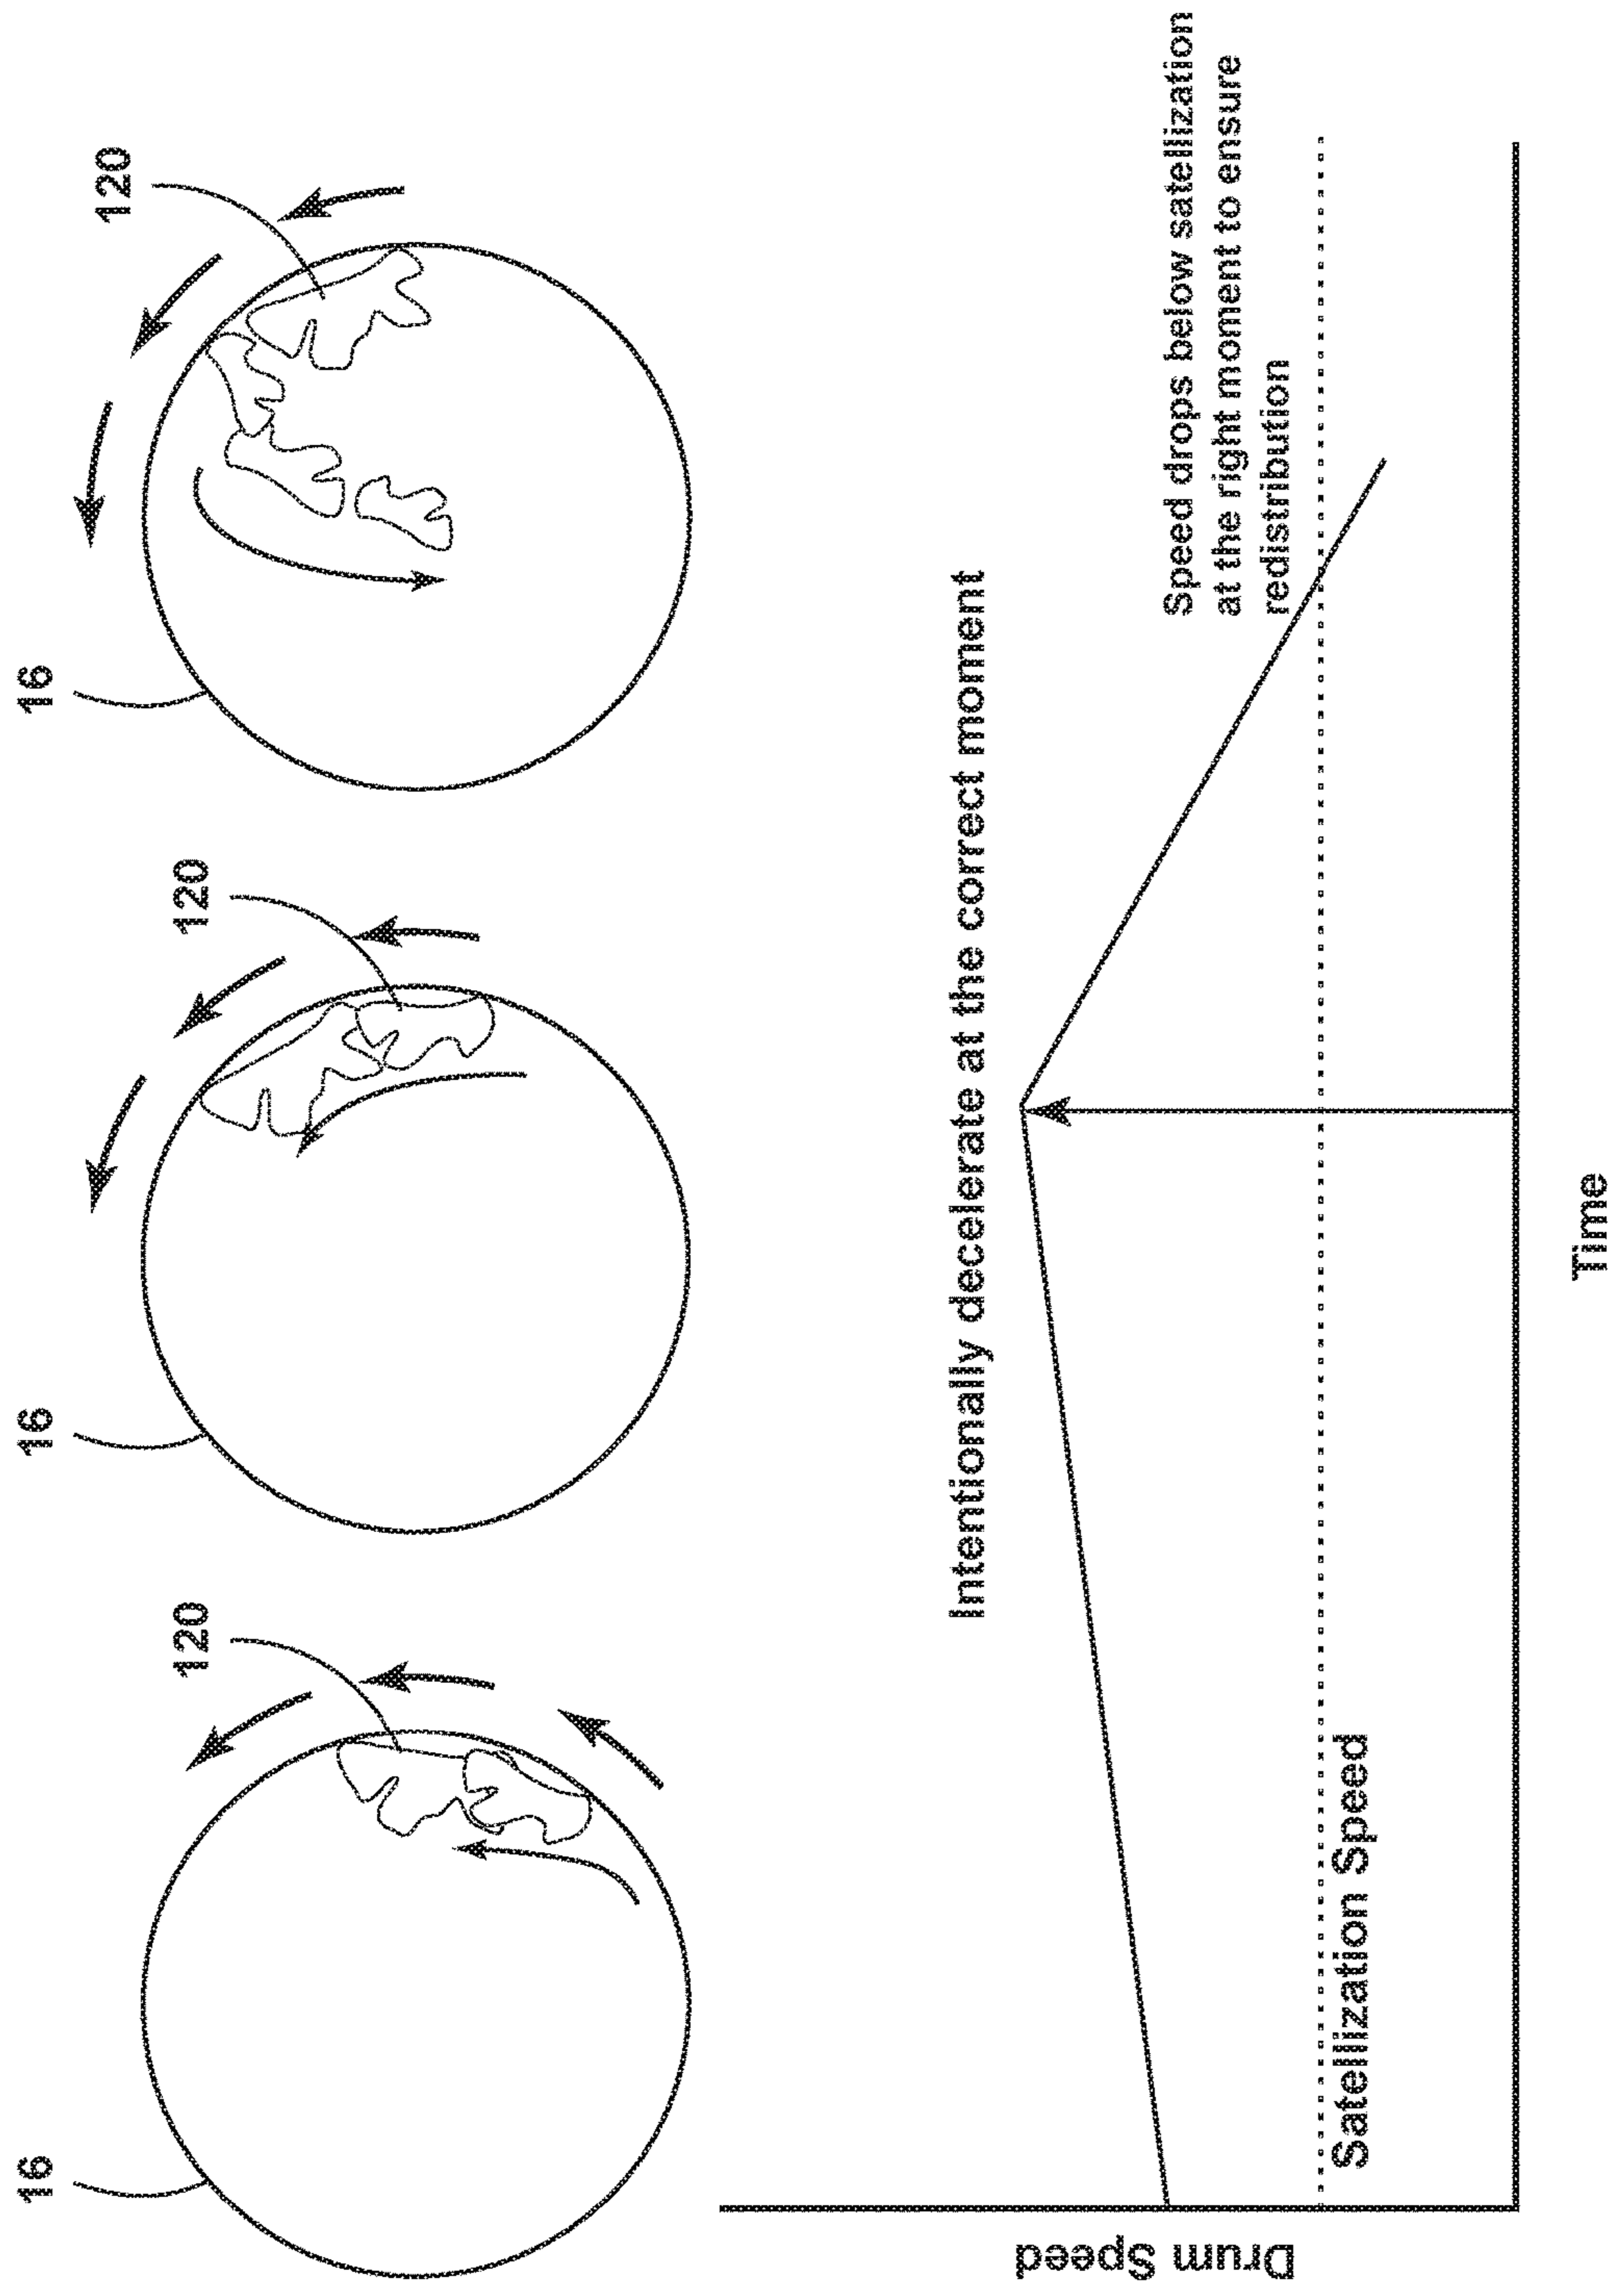 16
120
16
120
16
120
Intentionally decelerate at the correct moment
Speed drops below satellization
at the right moment to ensure
redistribution
Satellization Speed
Drum Speed
Time